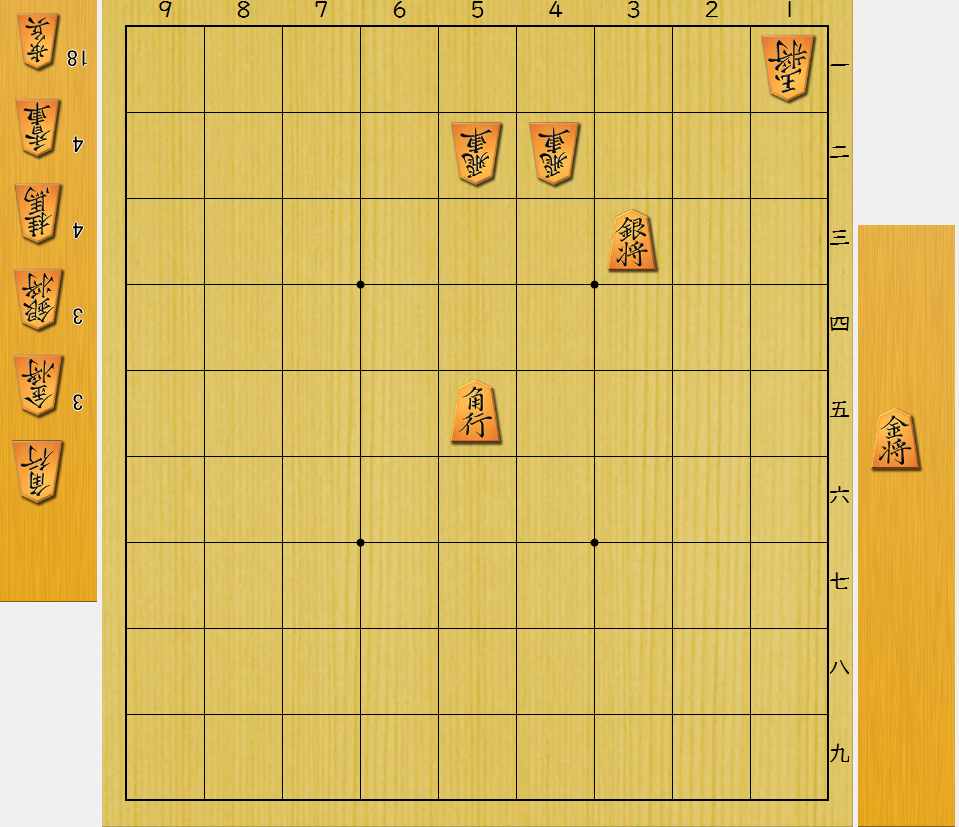 9 8 7 6 5 4 3 2 1
歩兵 18
香車 4
桂馬 4
銀将 3
金将 3
角行
玉将 一
飛車 飛車 二
銀将 三
四
角行 五
金将
六
七
八
九